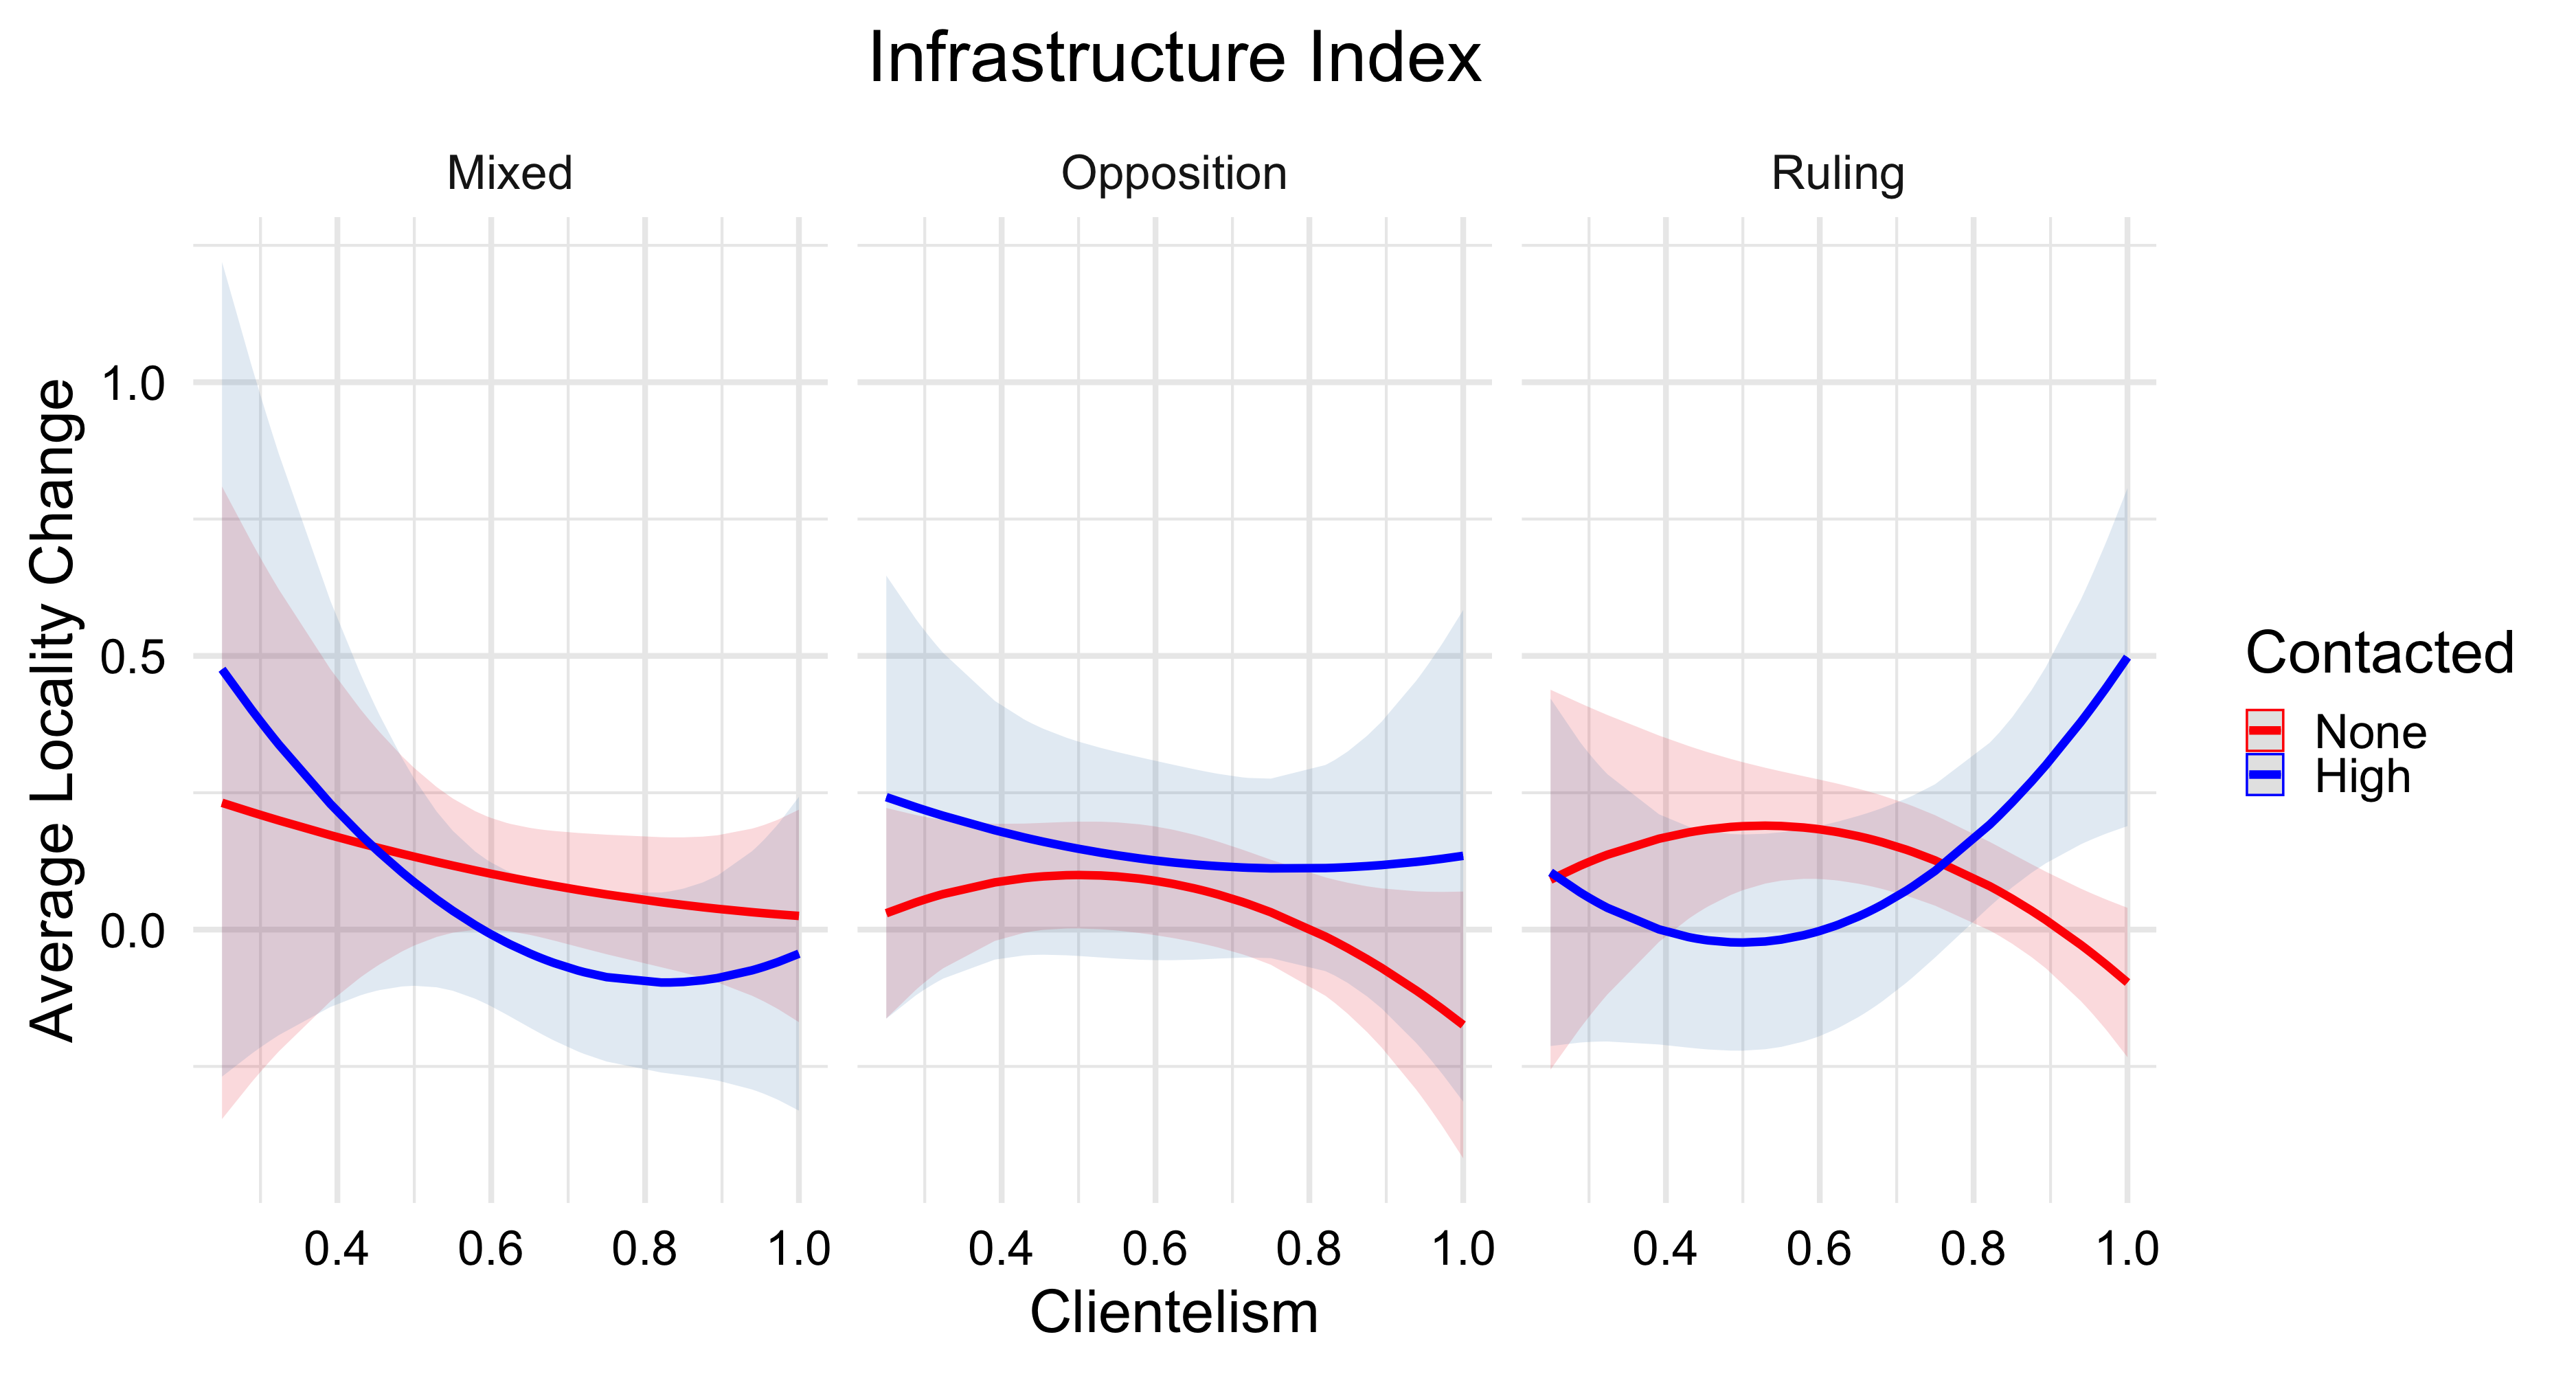 Infrastructure Index
Mixed
Opposition
Ruling
Average Locality Change
1.0
0.5
0.0
0.4 0.6 0.8 1.0
0.4 0.6 0.8 1.0
0.4 0.6 0.8 1.0
Clientelism
Contacted
None
High